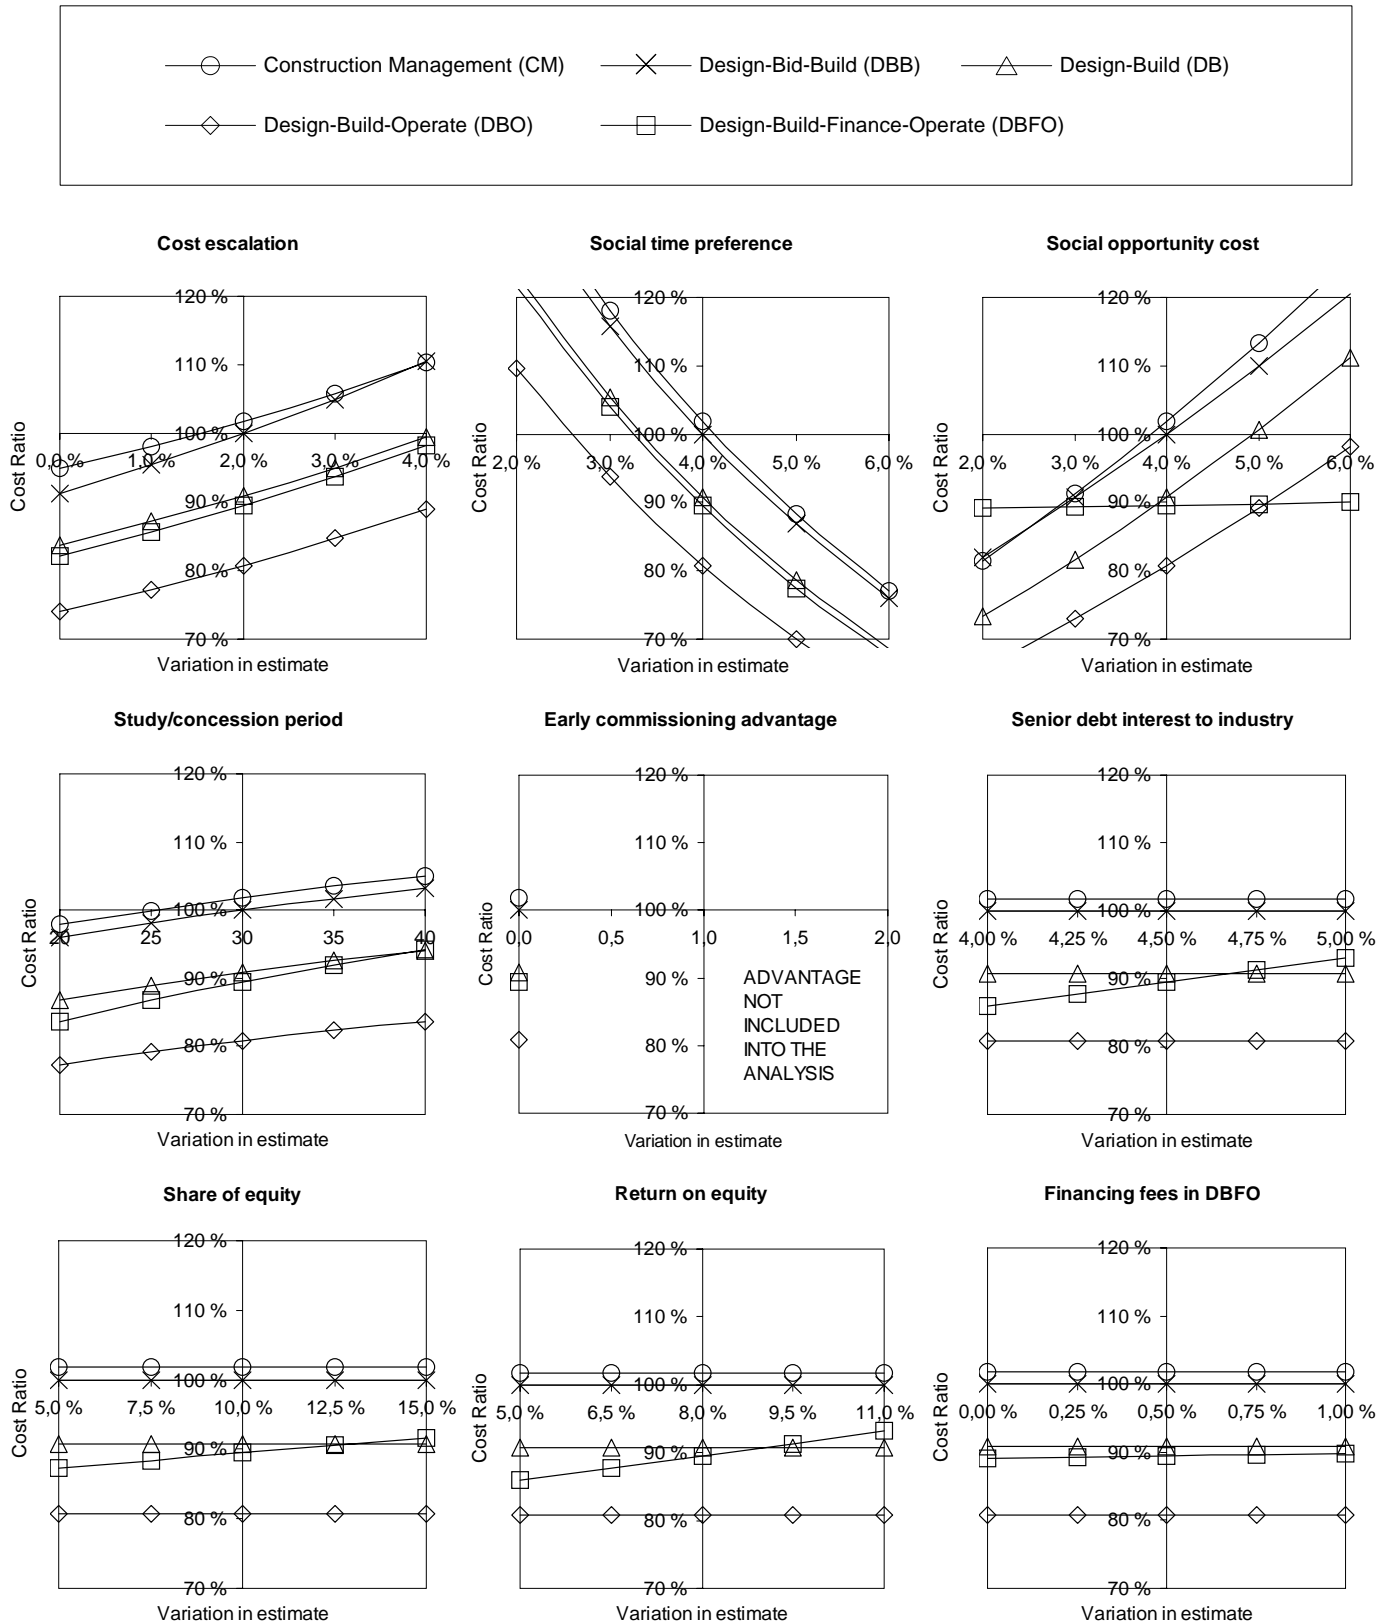 Construction Management (CM) Design-Bid-Build (DBB) Design-Build (DB)
Design-Build-Operate (DBO) Design-Build-Finance-Operate (DBFO)
Cost escalation
120 %
110 %
100 %
90 %
80 %
70 %
0,0 % 1,0 % 2,0 % 3,0 % 4,0 %
Cost Ratio
Variation in estimate
Social time preference
120 %
110 %
100 %
90 %
80 %
70 %
2,0 % 3,0 % 4,0 % 5,0 % 6,0 %
Cost Ratio
Variation in estimate
Social opportunity cost
120 %
110 %
100 %
90 %
80 %
70 %
2,0 % 3,0 % 4,0 % 5,0 % 6,0 %
Cost Ratio
Variation in estimate
Study/concession period
120 %
110 %
100 %
90 %
80 %
70 %
20 25 30 35 40
Cost Ratio
Variation in estimate
Early commissioning advantage
120 %
110 %
100 %
90 %
80 %
70 %
0,0 0,5 1,0 1,5 2,0
ADVANTAGE
NOT
INCLUDED
INTO THE
ANALYSIS
Cost Ratio
Variation in estimate
Senior debt interest to industry
120 %
110 %
100 %
90 %
80 %
70 %
4,00 % 4,25 % 4,50 % 4,75 % 5,00 %
Cost Ratio
Variation in estimate
Share of equity
120 %
110 %
100 %
90 %
80 %
70 %
5,0 % 7,5 % 10,0 % 12,5 % 15,0 %
Cost Ratio
Variation in estimate
Return on equity
120 %
110 %
100 %
90 %
80 %
70 %
5,0 % 6,5 % 8,0 % 9,5 % 11,0 %
Cost Ratio
Variation in estimate
Financing fees in DBFO
120 %
110 %
100 %
90 %
80 %
70 %
0,00 % 0,25 % 0,50 % 0,75 % 1,00 %
Cost Ratio
Variation in estimate